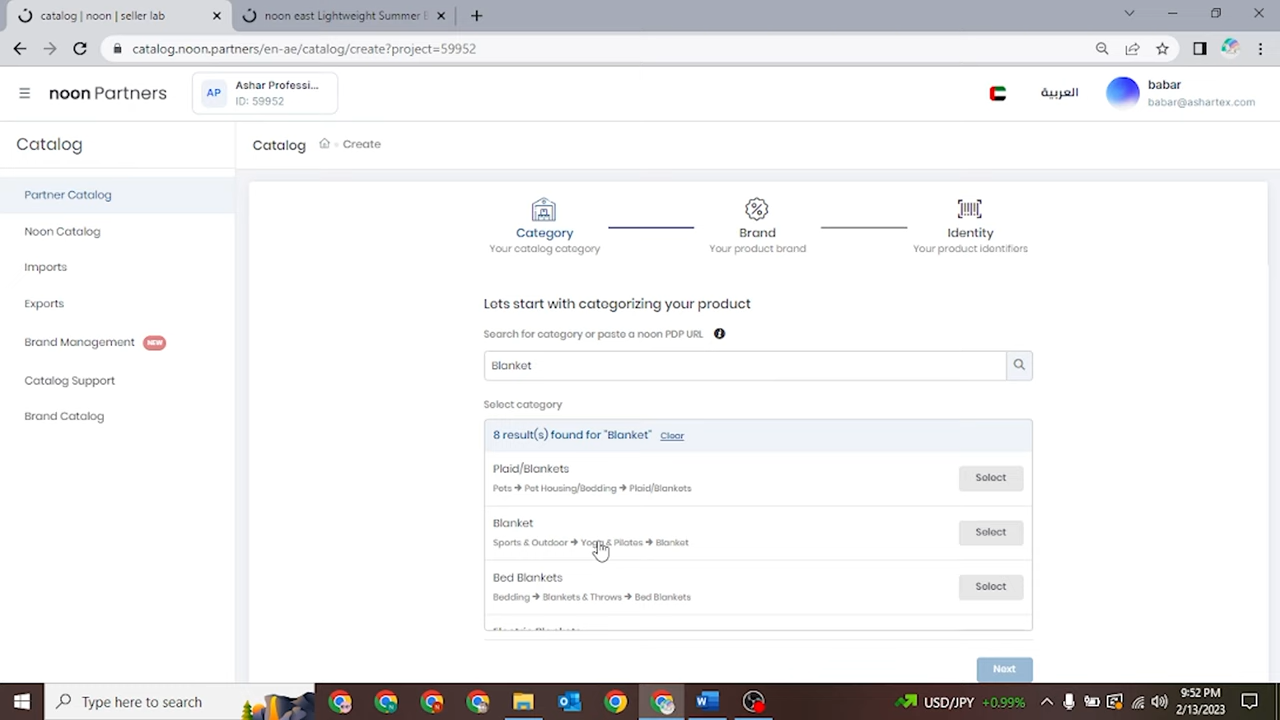 catalog | noon | seller lab
noon east Lightweight Summer B
catalog.noon.partners/en-ae/catalog/create?project=59952
noon Partners
AP
Ashar Professi...
ID: 59952
العربية
babar
babar@ashartex.com
Catalog
Catalog
Create
Partner Catalog
Noon Catalog
Imports
Exports
Brand Management NEW
Catalog Support
Brand Catalog
Category
Your catalog category
Brand
Your product brand
Identity
Your product identifiers
Lets start with categorizing your product
Search for category or paste a noon PDP URL
Blanket
Select category
8 result(s) found for "Blanket" Clear
Plaid/Blankets
Pets → Pet Housing/Bedding → Plaid/Blankets
Select
Blanket
Sports & Outdoor → Yoga & Pilates → Blanket
Select
Bed Blankets
Bedding → Blankets & Throws → Bed Blankets
Select
Electric Blankets
Next
Type here to search
USD/JPY +0.99%
9:52 PM
2/13/2023